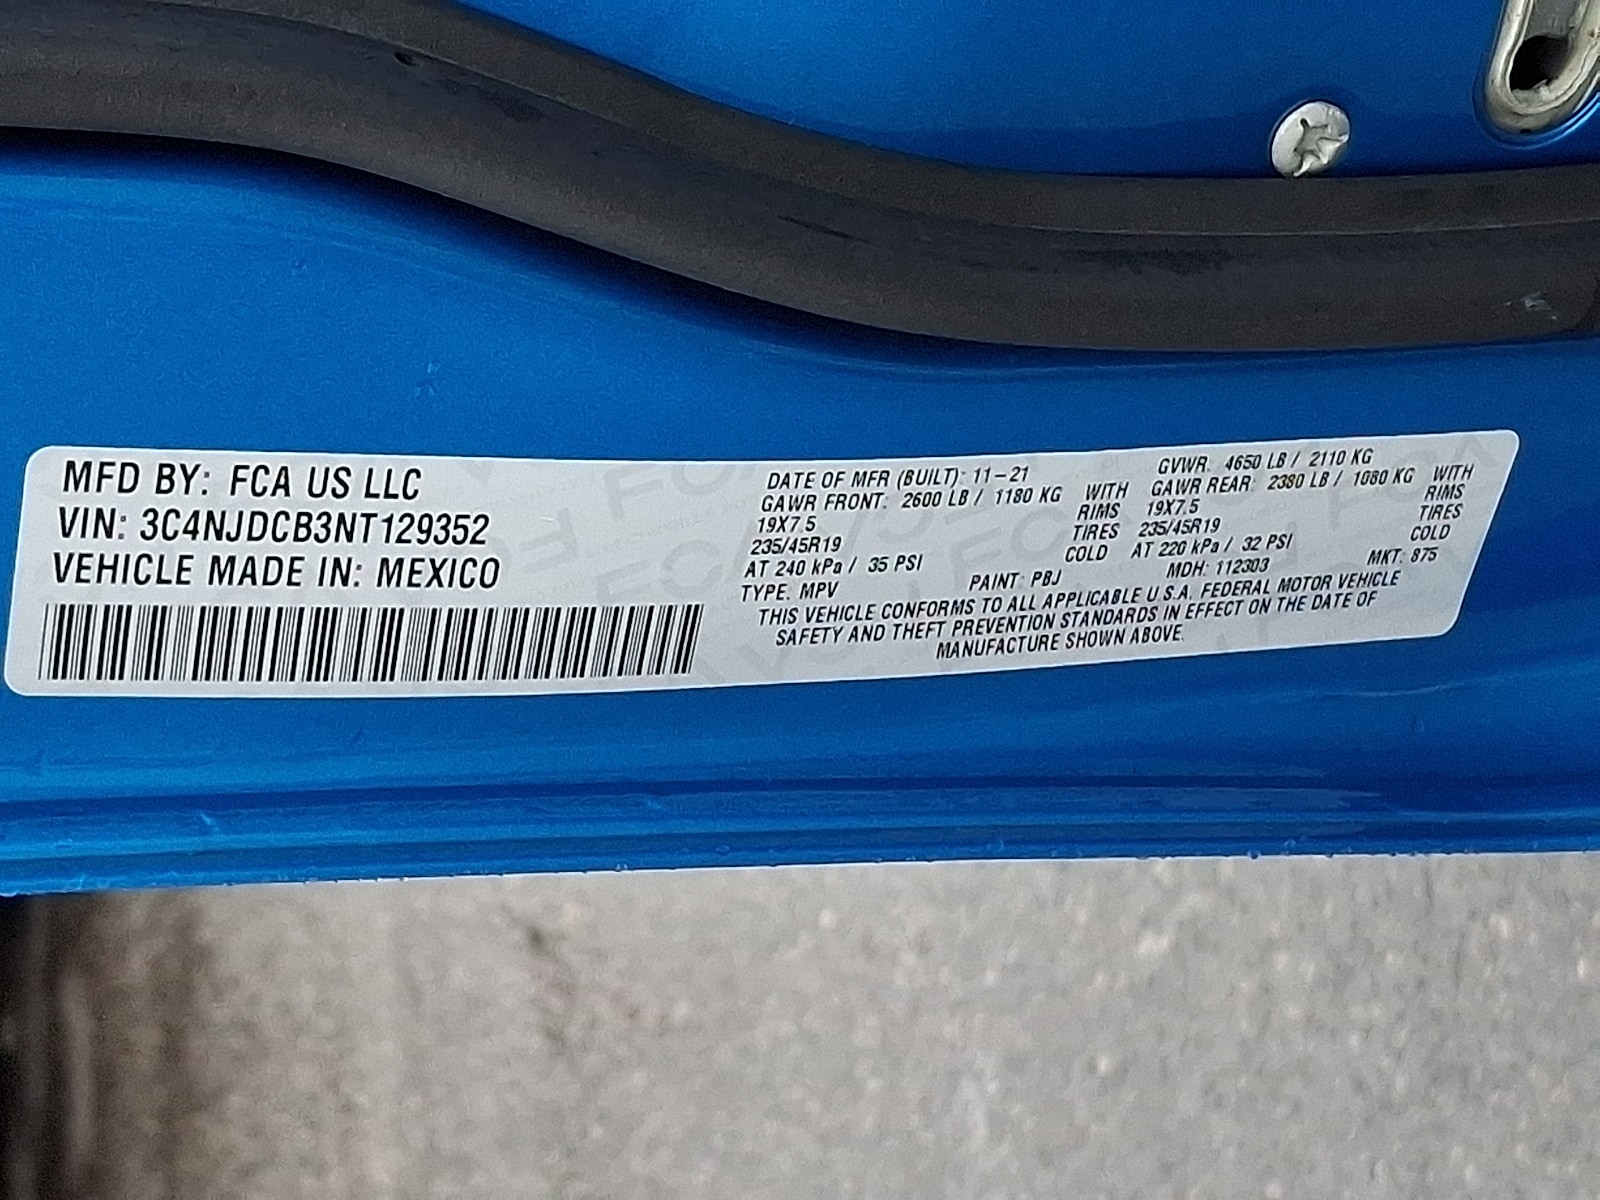 MFD BY: FCA US LLC
VIN: 3C4NJDCB3NT129352
VEHICLE MADE IN: MEXICO
DATE OF MFR (BUILT): 11-21 GVWR: 4650 LB / 2110 KG
GAWR FRONT: 2600 LB / 1180 KG WITH GAWR REAR: 2380 LB / 1080 KG WITH
19X7.5 RIMS 19X7.5 RIMS
235/45R19 TIRES 235/45R19 TIRES
AT 240 kPa / 35 PSI COLD AT 220 kPa / 32 PSI COLD
TYPE: MPV PAINT: PBJ MDH: 112303 MKT: 875
THIS VEHICLE CONFORMS TO ALL APPLICABLE U.S.A. FEDERAL MOTOR VEHICLE
SAFETY AND THEFT PREVENTION STANDARDS IN EFFECT ON THE DATE OF
MANUFACTURE SHOWN ABOVE.